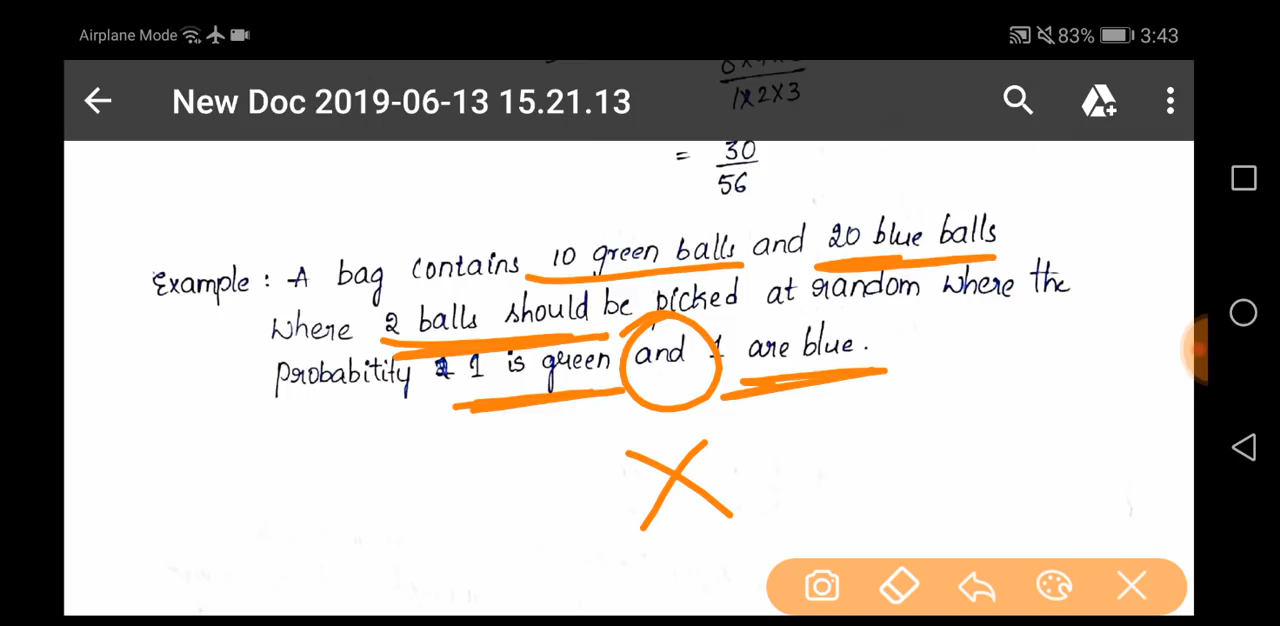 Airplane Mode 83% 3:43
New Doc 2019-06-13 15.21.13
1x2x3
= 30
56
Example : A bag contains 10 green balls and 20 blue balls
where 2 balls should be picked at random where the
probabitity 1 is green and 1 are blue.